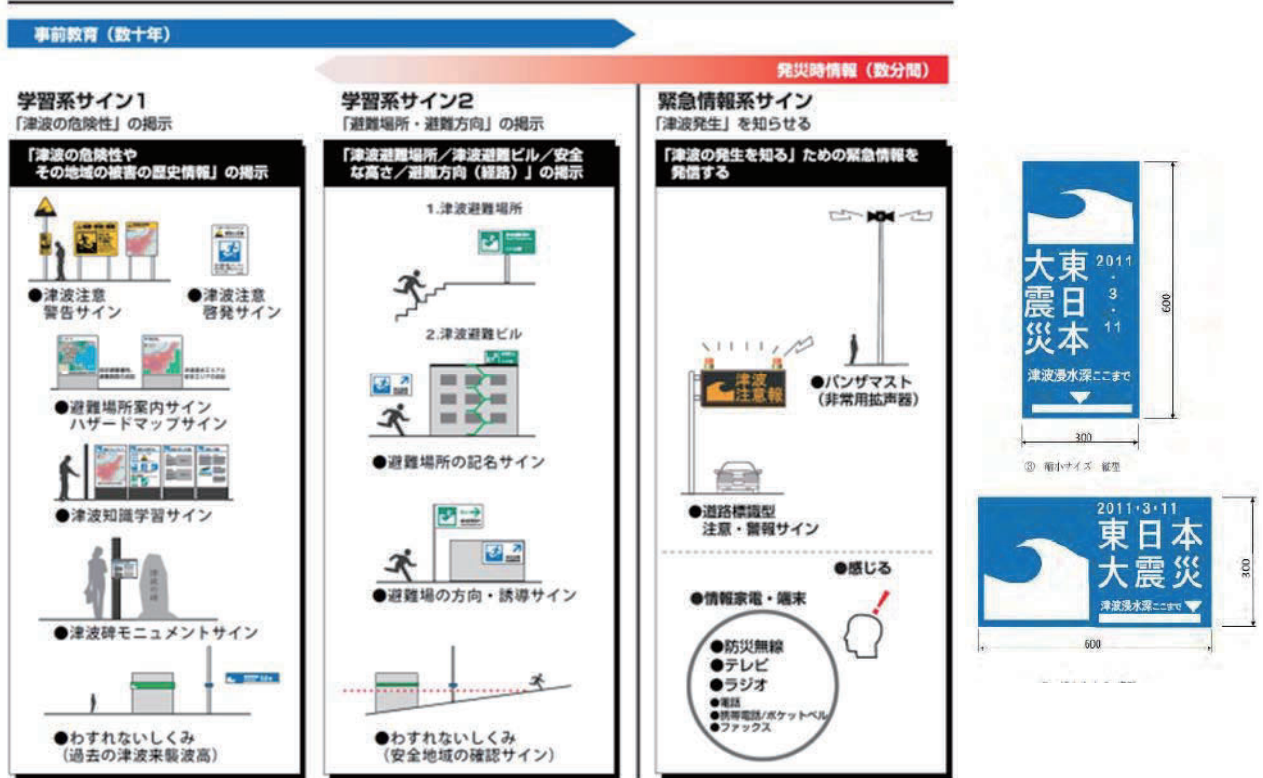 事前教育（数十年）
発災時情報（数分間）
学習系サイン1
「津波の危険性」の掲示
「津波の危険性や
その地域の被害の歴史情報」の掲示
●津波注意
警告サイン
●津波注意
啓発サイン
●避難場所案内サイン
ハザードマップサイン
●津波知識学習サイン
●津波碑モニュメントサイン
●わすれないしくみ
（過去の津波来襲波高）
学習系サイン2
「避難場所・避難方向」の掲示
「津波避難場所／津波避難ビル／安全
な高さ／避難方向（経路）」の掲示
1.津波避難場所
2.津波避難ビル
●避難場所の記名サイン
●避難場の方向・誘導サイン
●わすれないしくみ
（安全地域の確認サイン）
緊急情報系サイン
「津波発生」を知らせる
「津波の発生を知る」ための緊急情報を
発信する
津波
注意報
●パンザマスト
（非常用拡声器）
●道路標識型
注意・警報サイン
●感じる
●情報家電・端末
●防災無線
●テレビ
●ラジオ
●電話
●携帯電話/ポケットベル
●ファックス
2011・3・11
東日本
大震災
津波浸水深ここまで
600
300
③ 縮小サイズ 縦型
2011・3・11
東日本
大震災
津波浸水深ここまで
300
600